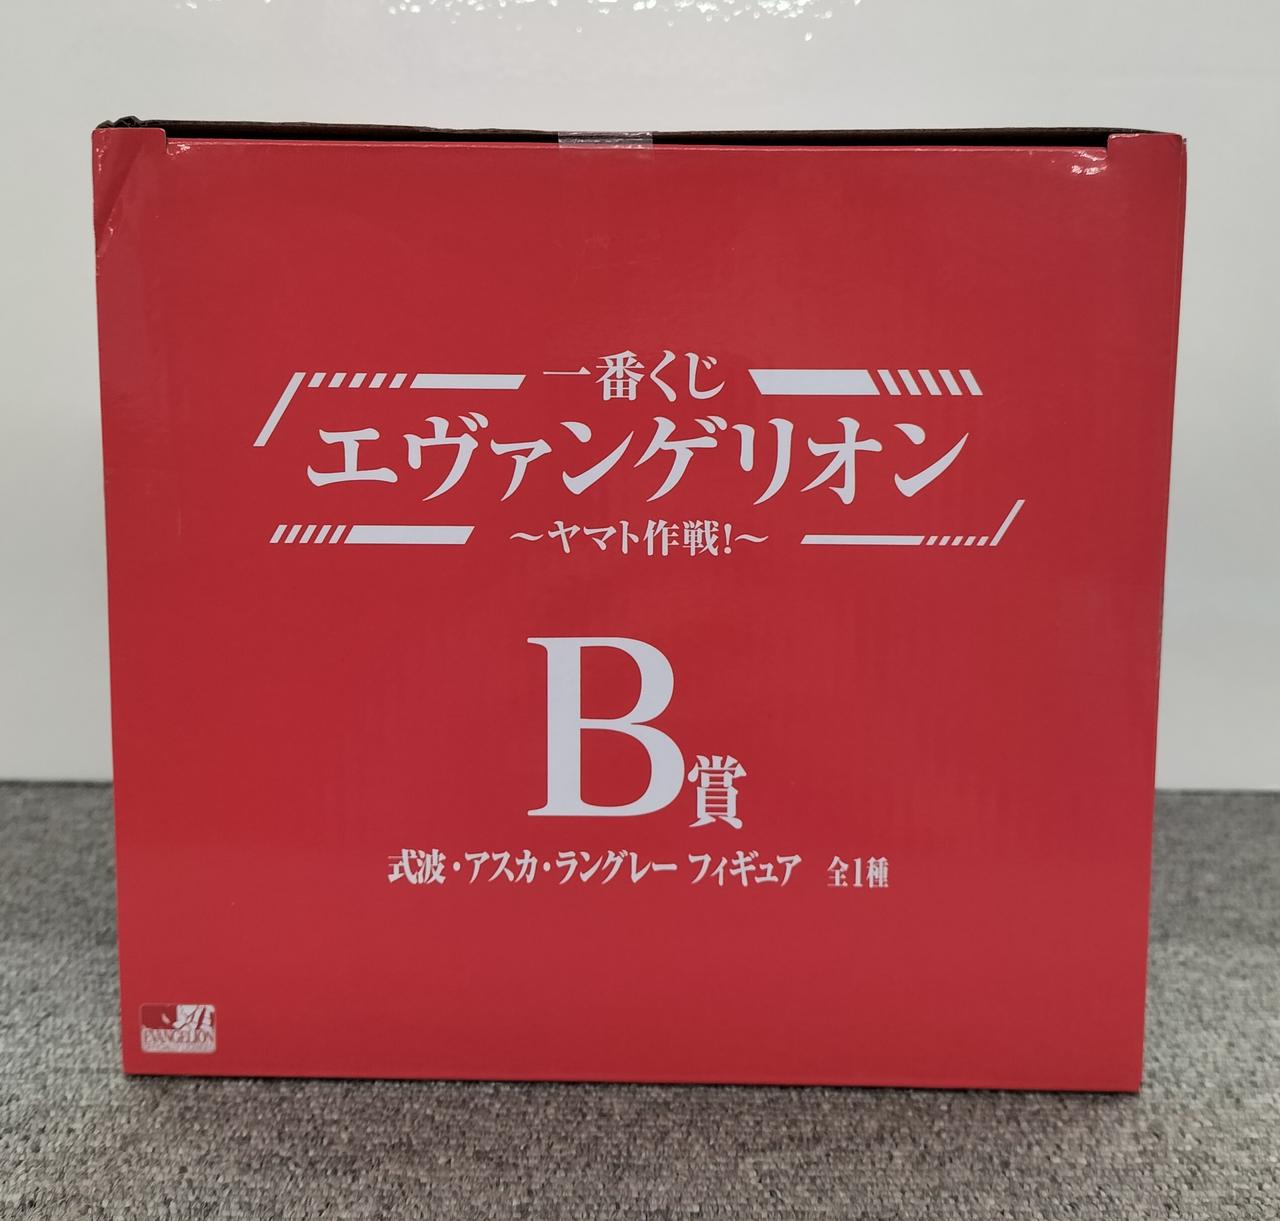 一番くじ
エヴァンゲリオン
～ヤマト作戦!～
B賞
式波・アスカ・ラングレー フィギュア 全1種
EVANGELION